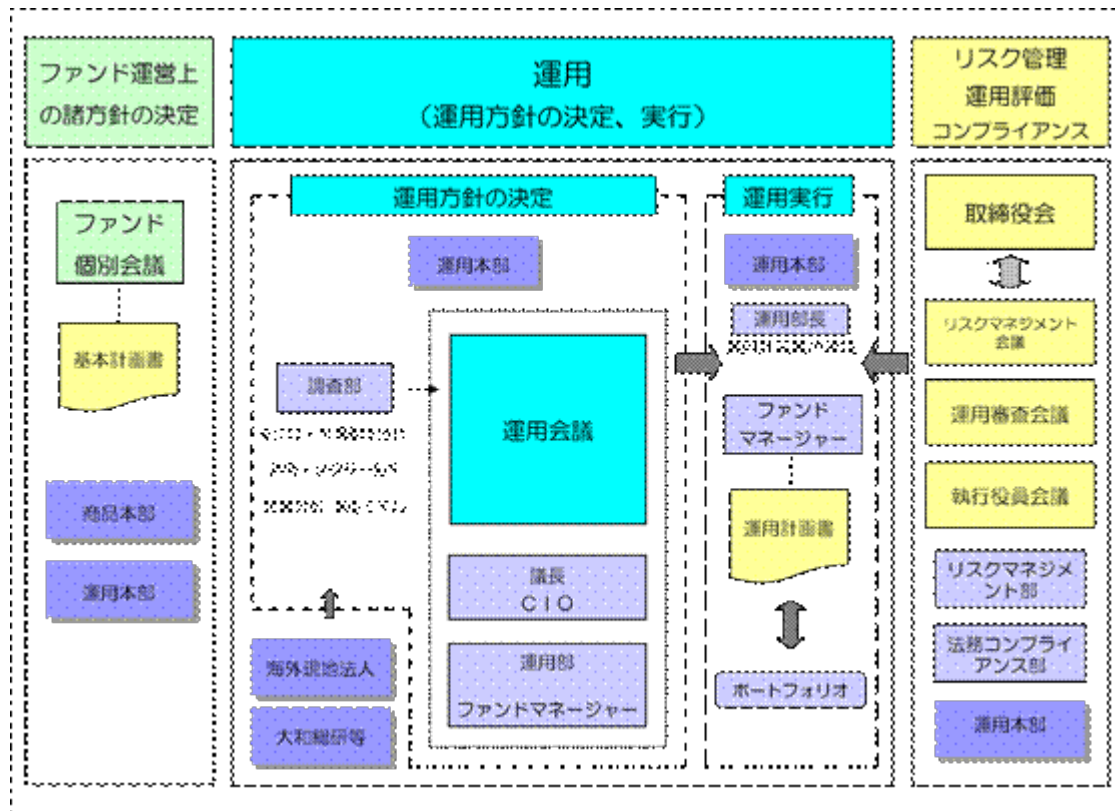 ファンド運営上
の諸方針の決定
ファンド
個別会議
基本計画書
商品本部
運用本部
運用
(運用方針の決定、実行)
運用方針の決定
運用本部
調査部
運用会議
議長
CIO
運用部
ファンドマネージャー
海外現地法人
大和総研等
運用実行
運用本部
運用部長
ファンド
マネージャー
運用計画書
ポートフォリオ
リスク管理
運用評価
コンプライアンス
取締役会
リスクマネジメント
会議
運用審査会議
執行役員会議
リスクマネジメ
ント部
法務コンプライ
アンス部
運用本部